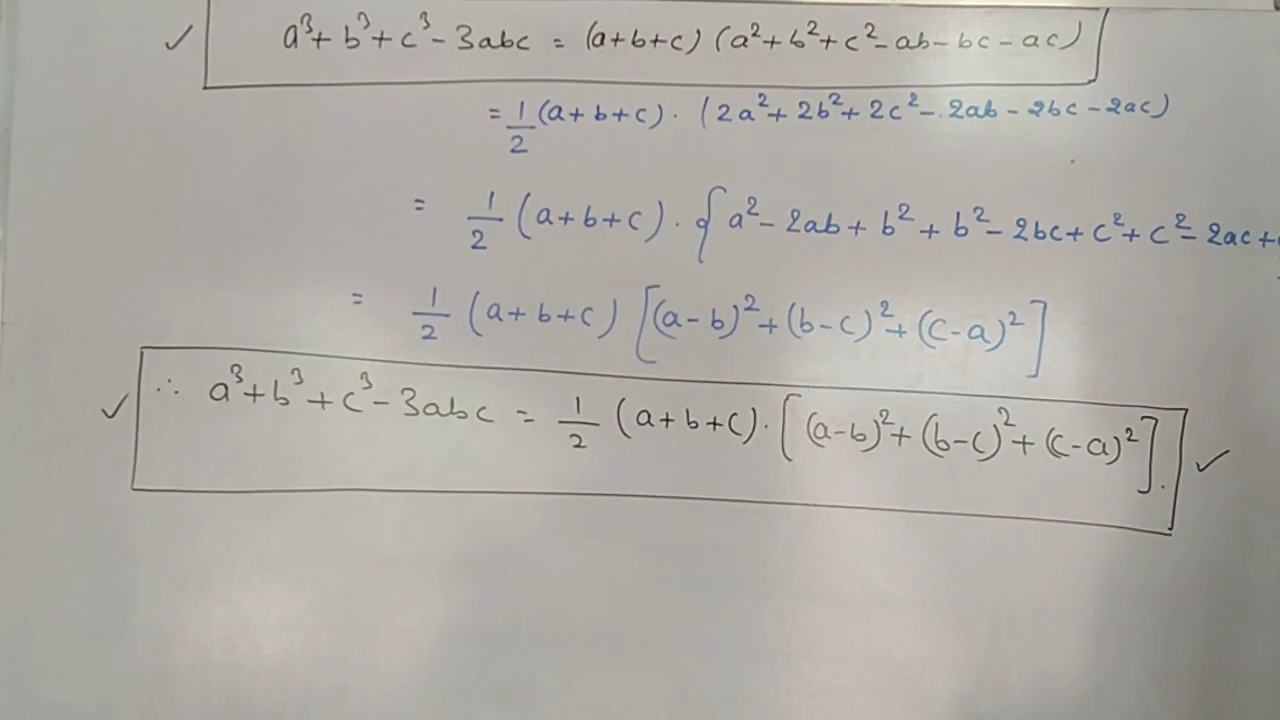 ✓ a³+ b³+ c³- 3abc = (a+b+c) (a²+b²+c²-ab-bc-ac)
= 1/2 (a+b+c) . (2a²+2b²+2c²-2ab-2bc-2ac)
= 1/2 (a+b+c) . { a²-2ab+b²+b²-2bc+c²+c²-2ac+
= 1/2 (a+b+c) [(a-b)²+(b-c)²+(c-a)²]
✓ ∴ a³+b³+c³-3abc = 1/2 (a+b+c) . [(a-b)²+(b-c)²+(c-a)²]. ✓